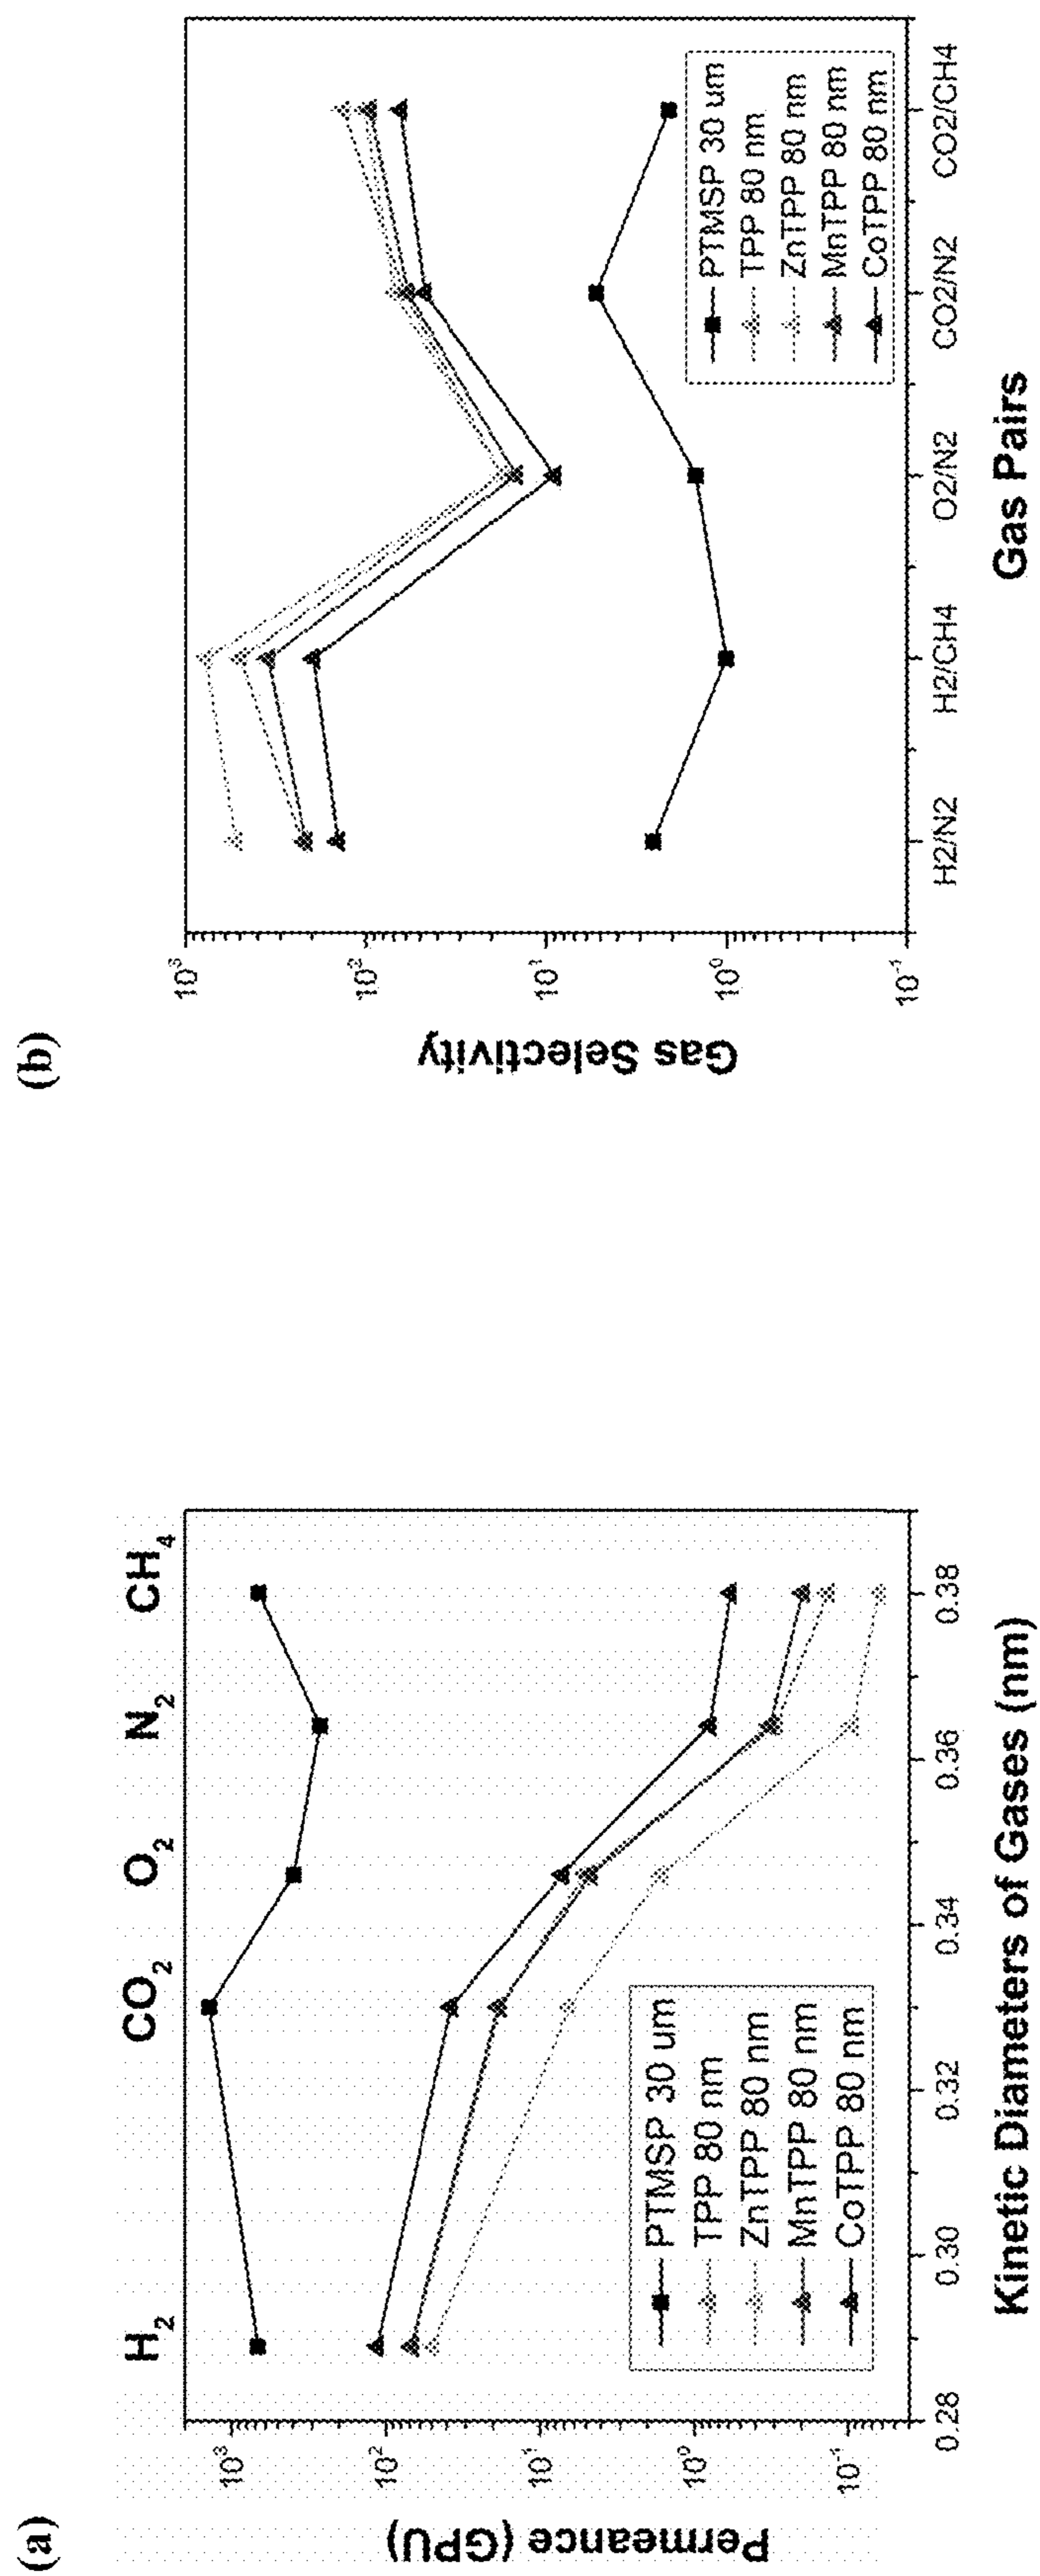 (a)
H2 CO2 O2 N2 CH4
10³
10²
10¹
10⁰
10⁻¹
Permeance (GPU)
PTMSP 30 um
TPP 80 nm
ZnTPP 80 nm
MnTPP 80 nm
CoTPP 80 nm
0.28 0.30 0.32 0.34 0.36 0.38
Kinetic Diameters of Gases (nm)
(b)
10³
10²
10¹
10⁰
10⁻¹
Gas Selectivity
PTMSP 30 um
TPP 80 nm
ZnTPP 80 nm
MnTPP 80 nm
CoTPP 80 nm
H2/N2 H2/CH4 O2/N2 CO2/N2 CO2/CH4
Gas Pairs